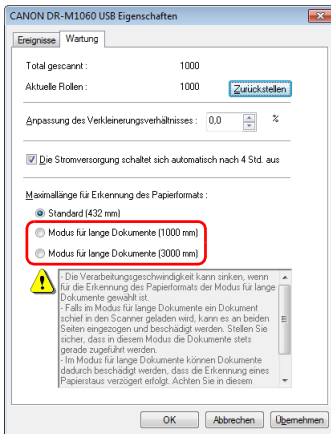 CANON DR-M1060 USB Eigenschaften
Ereignisse Wartung
Total gescannt : 1000
Aktuelle Rollen : 1000 Zurückstellen
Anpassung des Verkleinerungsverhältnisses : 0,0 %
Die Stromversorgung schaltet sich automatisch nach 4 Std. aus
Maximallänge für Erkennung des Papierformats :
Standard (432 mm)
Modus für lange Dokumente (1000 mm)
Modus für lange Dokumente (3000 mm)
- Die Verarbeitungsgeschwindigkeit kann sinken, wenn
für die Erkennung des Papierformats der Modus für lange
Dokumente gewählt ist.
- Falls im Modus für lange Dokumente ein Dokument
schief in den Scanner geladen wird, kann es an beiden
Seiten eingezogen und beschädigt werden. Stellen Sie
sicher, dass in diesem Modus die Dokumente stets
gerade zugeführt werden.
- Im Modus für lange Dokumente können Dokumente
dadurch beschädigt werden, dass die Erkennung eines
Papierstaus verzögert erfolgt. Achten Sie in diesem
OK Abbrechen Übernehmen